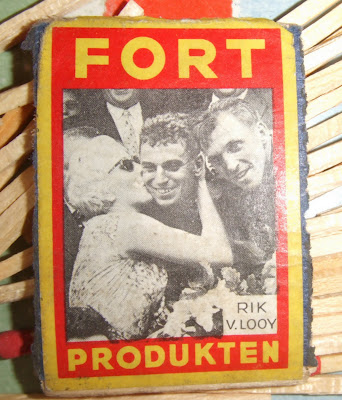 FORT
RIK
V. LOOY
PRODUKTEN